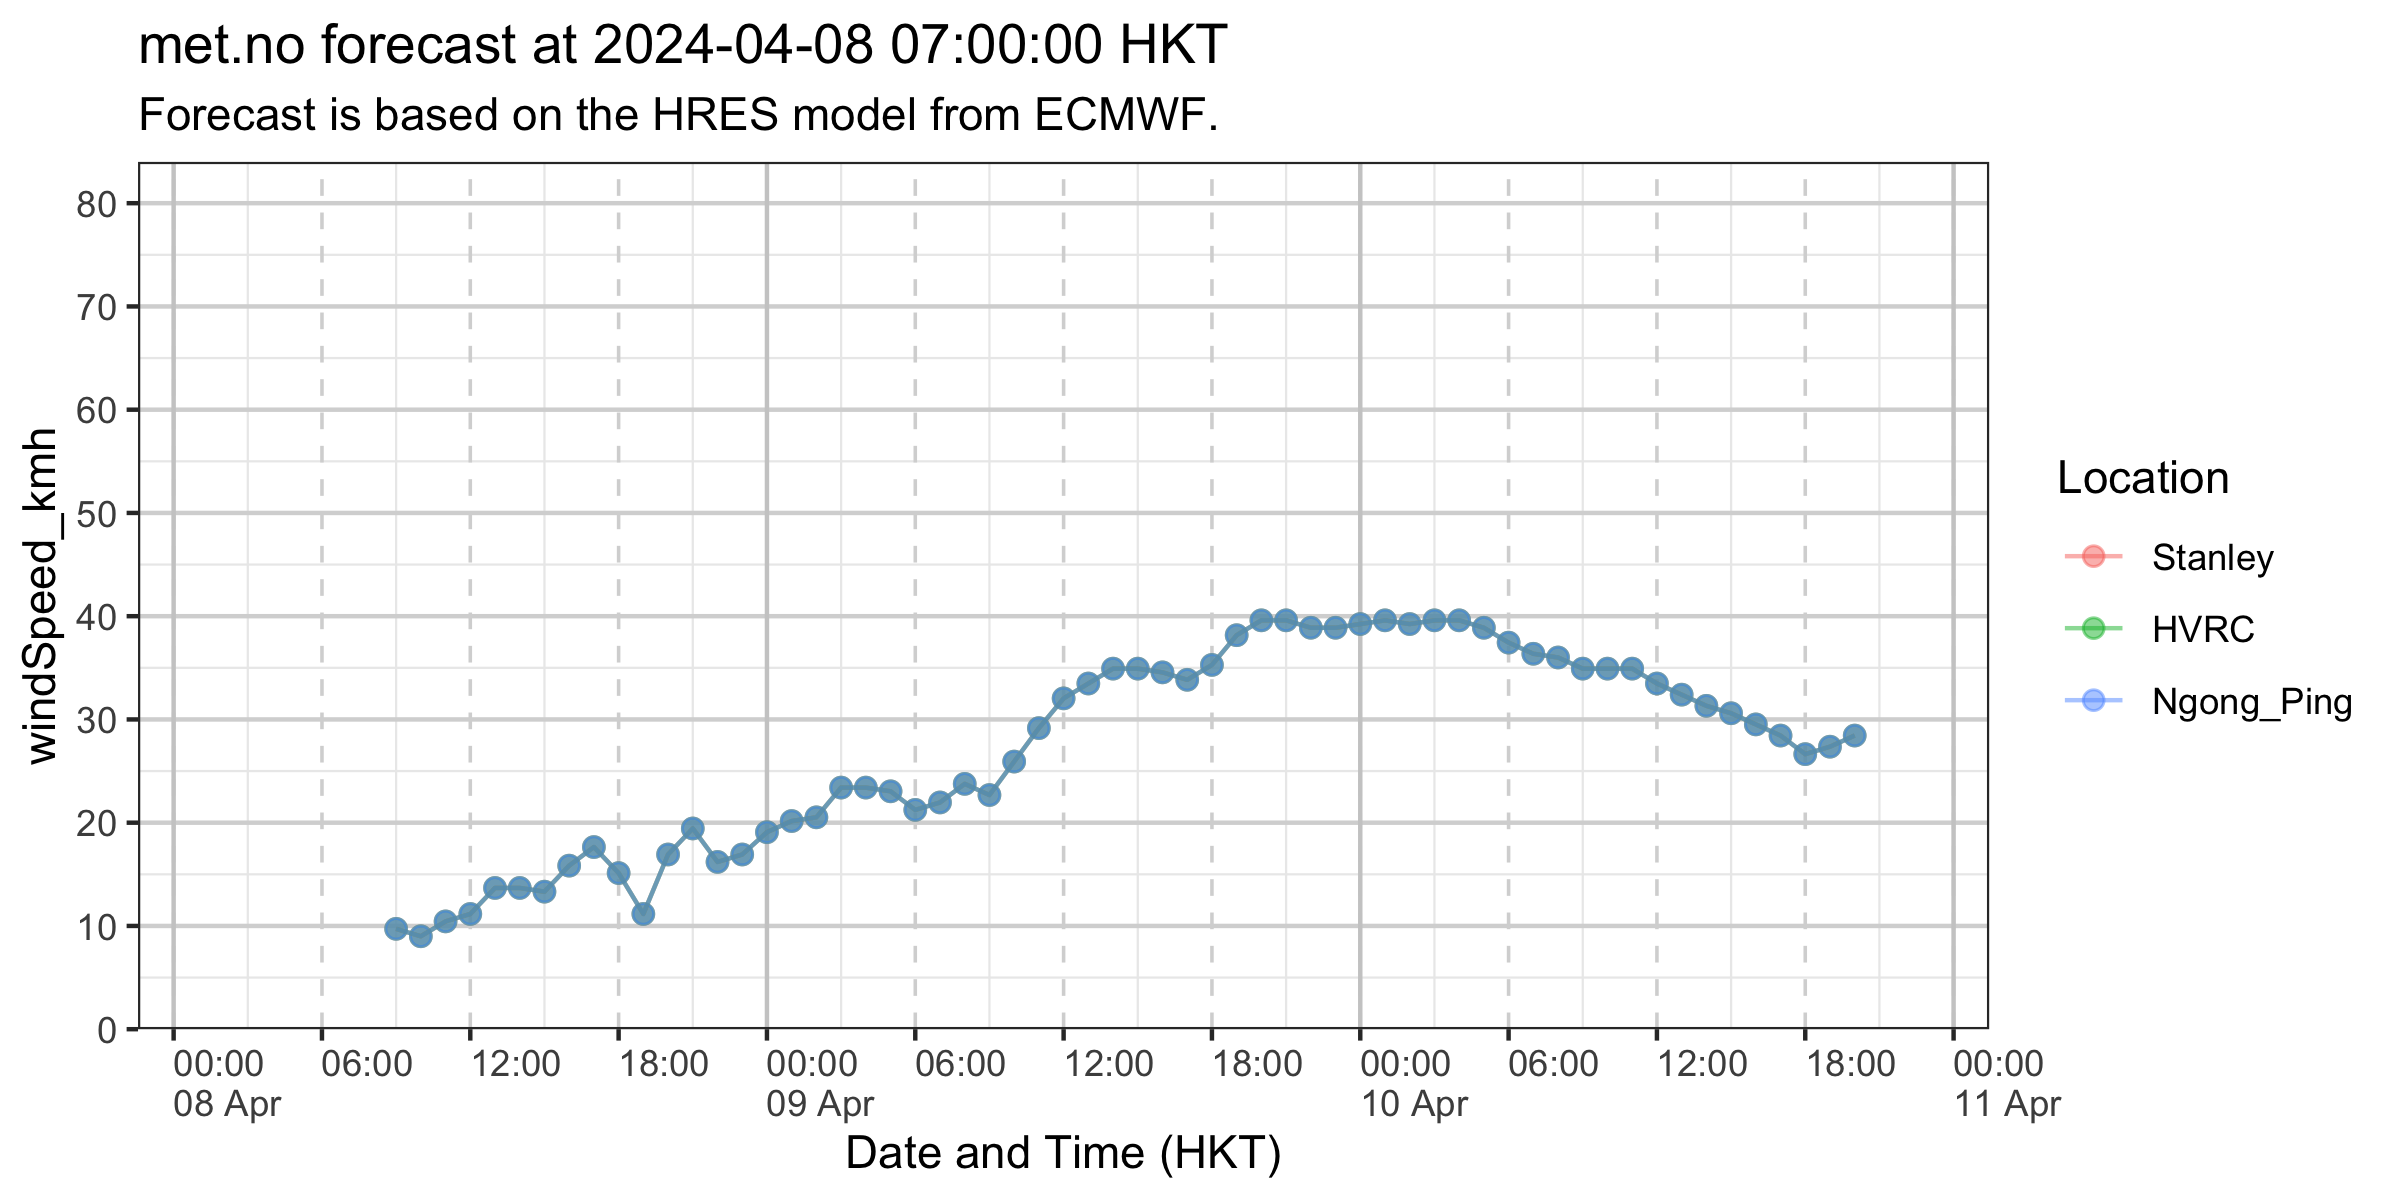 met.no forecast at 2024-04-08 07:00:00 HKT
Forecast is based on the HRES model from ECMWF.
windSpeed_kmh
80
70
60
50
40
30
20
10
0
00:00 06:00 12:00 18:00 00:00 06:00 12:00 18:00 00:00 06:00 12:00 18:00 00:00
08 Apr 09 Apr 10 Apr 11 Apr
Date and Time (HKT)
Location
Stanley
HVRC
Ngong_Ping